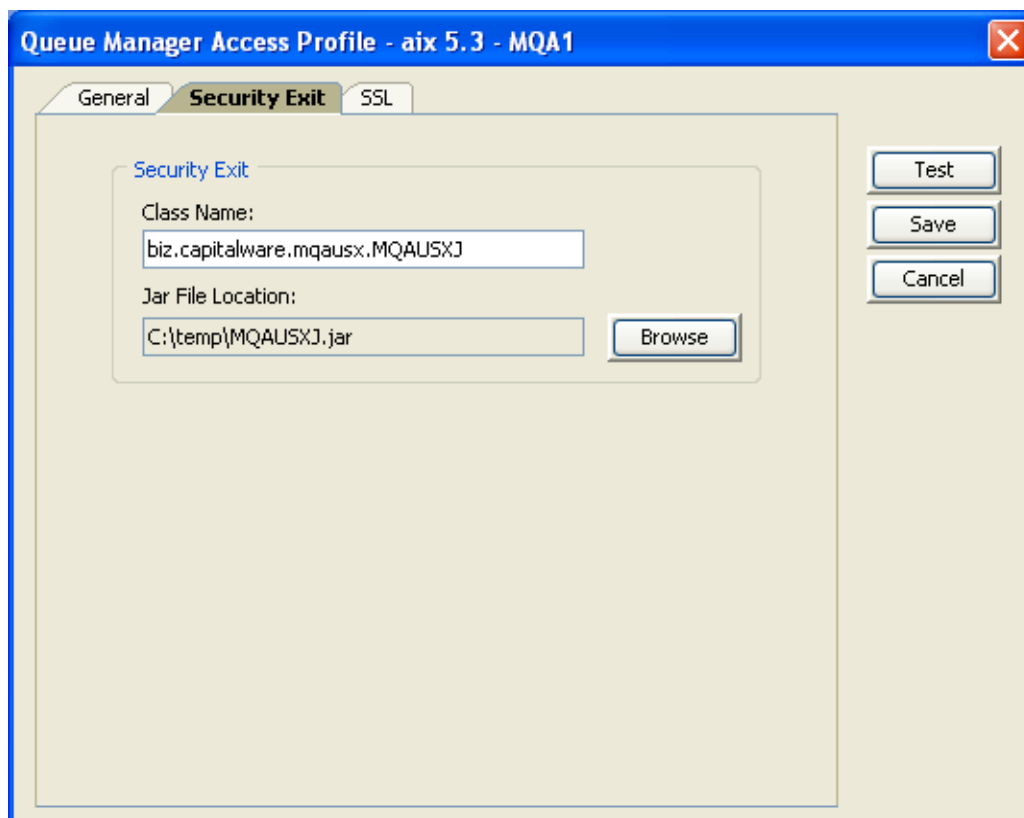 Queue Manager Access Profile - aix 5.3 - MQA1
General Security Exit SSL
Security Exit
Class Name:
biz.capitalware.mqausx.MQAUSXJ
Jar File Location:
C:\temp\MQAUSXJ.jar
Browse
Test
Save
Cancel